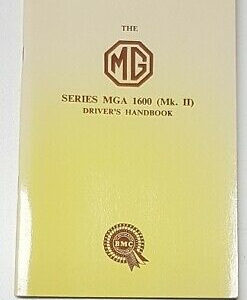 THE
MG
SERIES MGA 1600 (Mk. II)
DRIVER'S HANDBOOK
BMC